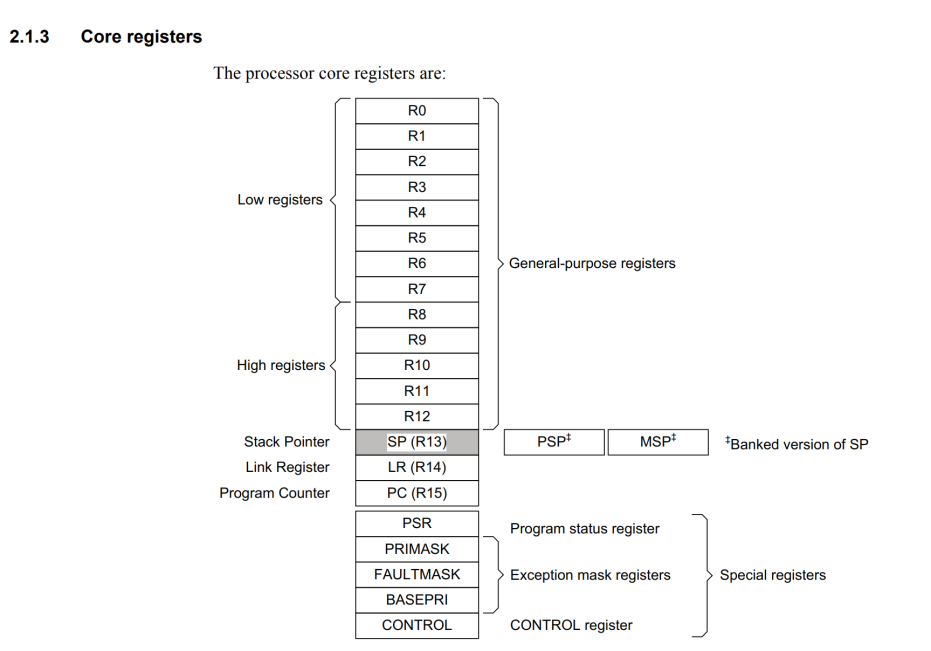 2.1.3 Core registers
The processor core registers are:
R0
R1
R2
R3
Low registers
R4
R5
R6
General-purpose registers
R7
R8
R9
High registers
R10
R11
R12
Stack Pointer SP (R13) PSP‡ MSP‡ ‡Banked version of SP
Link Register LR (R14)
Program Counter PC (R15)
PSR Program status register
PRIMASK
FAULTMASK Exception mask registers Special registers
BASEPRI
CONTROL CONTROL register